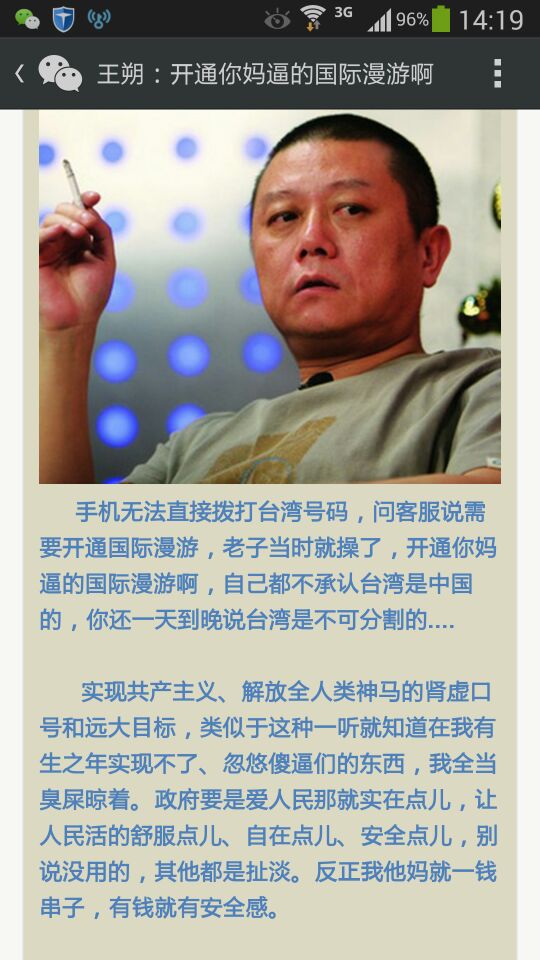 3G 96% 14:19
王朔：开通你妈逼的国际漫游啊
手机无法直接拨打台湾号码，问客服说需
要开通国际漫游，老子当时就操了，开通你妈
逼的国际漫游啊，自己都不承认台湾是中国
的，你还一天到晚说台湾是不可分割的....
实现共产主义、解放全人类神马的肾虚口
号和远大目标，类似于这种一听就知道在我有
生之年实现不了、忽悠傻逼们的东西，我全当
臭屎晾着。政府要是爱人民那就实在点儿，让
人民活的舒服点儿、自在点儿、安全点儿，别
说没用的，其他都是扯淡。反正我他妈就一钱
串子，有钱就有安全感。